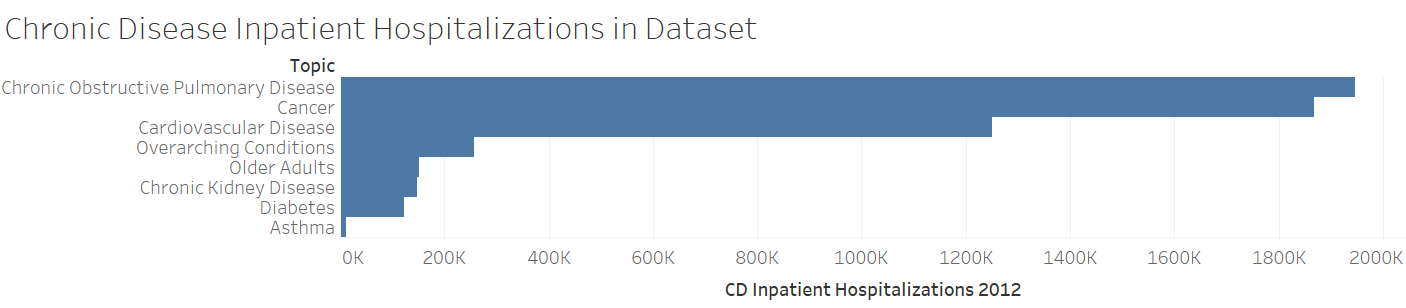 Chronic Disease Inpatient Hospitalizations in Dataset
Topic
Chronic Obstructive Pulmonary Disease
Cancer
Cardiovascular Disease
Overarching Conditions
Older Adults
Chronic Kidney Disease
Diabetes
Asthma
0K 200K 400K 600K 800K 1000K 1200K 1400K 1600K 1800K 2000K
CD Inpatient Hospitalizations 2012